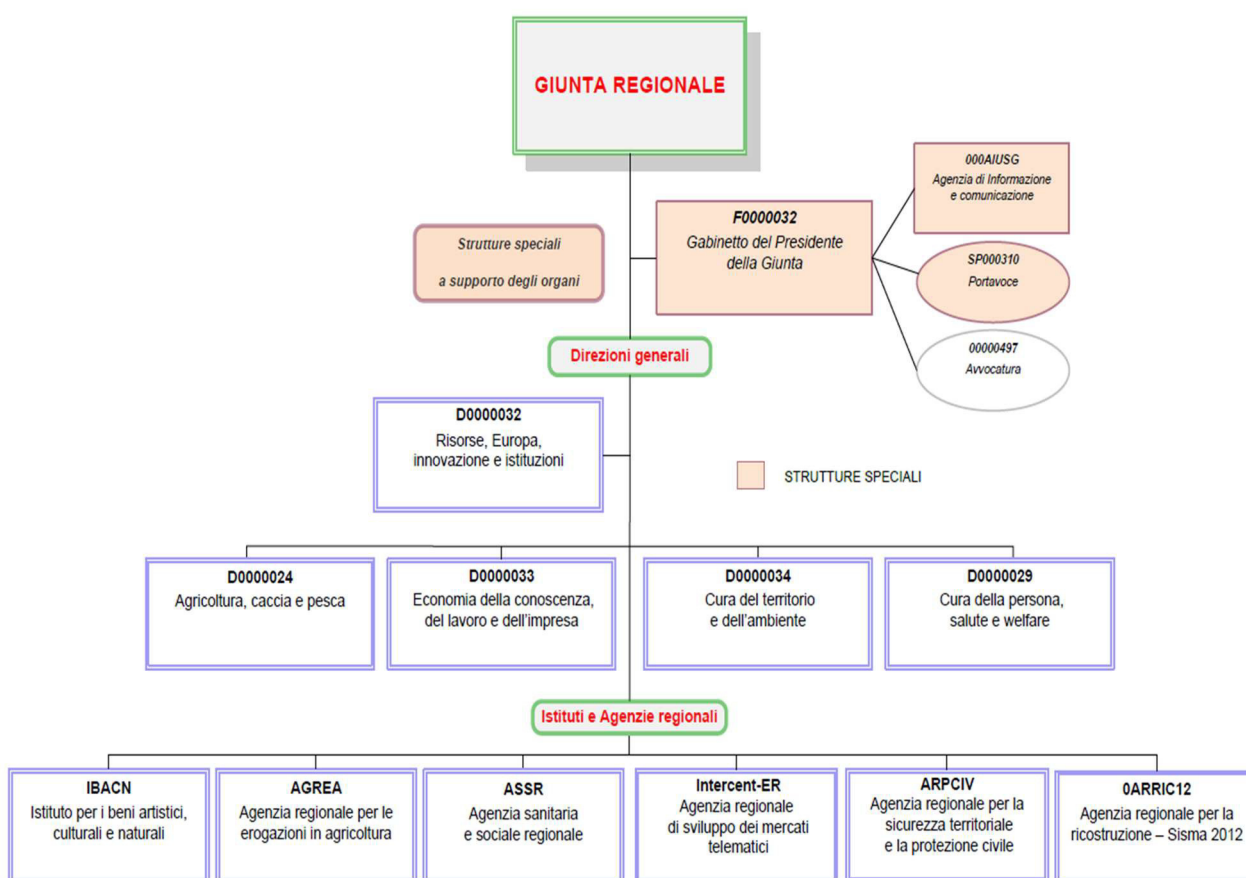 GIUNTA REGIONALE
000AIUSG
Agenzia di Informazione
e comunicazione
F0000032
Gabinetto del Presidente
della Giunta
Strutture speciali
a supporto degli organi
SP000310
Portavoce
00000497
Avvocatura
Direzioni generali
D0000032
Risorse, Europa,
innovazione e istituzioni
STRUTTURE SPECIALI
D0000024
Agricoltura, caccia e pesca
D0000033
Economia della conoscenza,
del lavoro e dell'impresa
D0000034
Cura del territorio
e dell'ambiente
D0000029
Cura della persona,
salute e welfare
Istituti e Agenzie regionali
IBACN
Istituto per i beni artistici,
culturali e naturali
AGREA
Agenzia regionale per le
erogazioni in agricoltura
ASSR
Agenzia sanitaria
e sociale regionale
Intercent-ER
Agenzia regionale
di sviluppo dei mercati
telematici
ARPCIV
Agenzia regionale per la
sicurezza territoriale
e la protezione civile
0ARRIC12
Agenzia regionale per la
ricostruzione – Sisma 2012